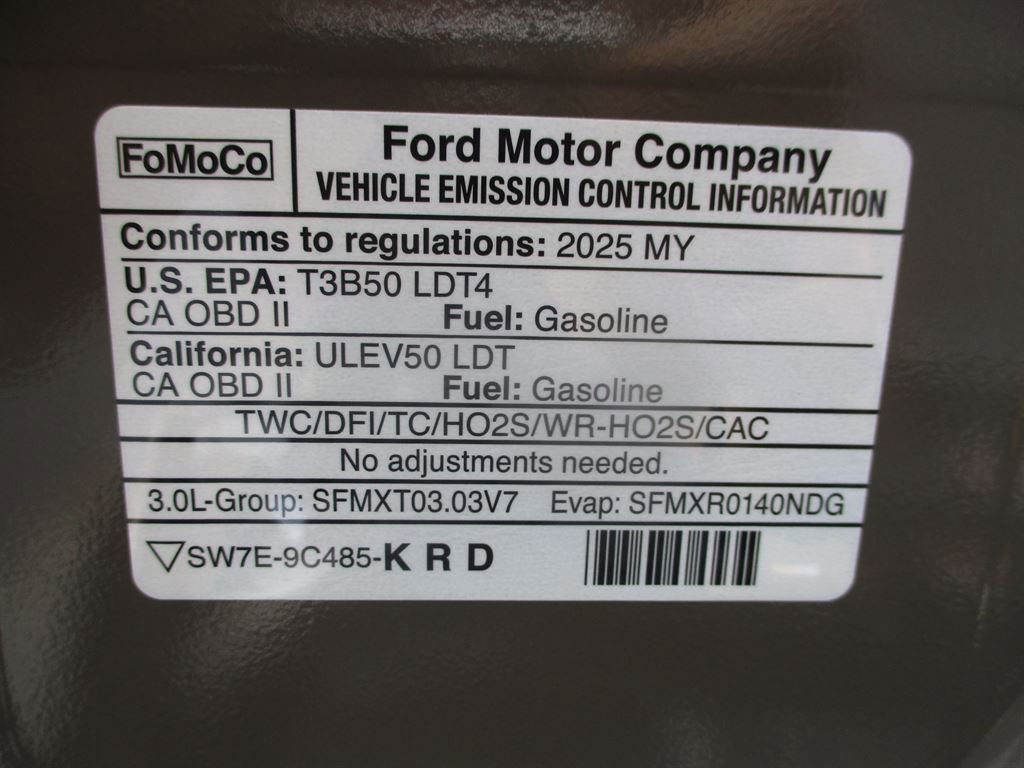 FoMoCo
Ford Motor Company
VEHICLE EMISSION CONTROL INFORMATION
Conforms to regulations: 2025 MY
U.S. EPA: T3B50 LDT4
CA OBD II Fuel: Gasoline
California: ULEV50 LDT
CA OBD II Fuel: Gasoline
TWC/DFI/TC/HO2S/WR-HO2S/CAC
No adjustments needed.
3.0L-Group: SFMXT03.03V7 Evap: SFMXR0140NDG
SW7E-9C485-K R D